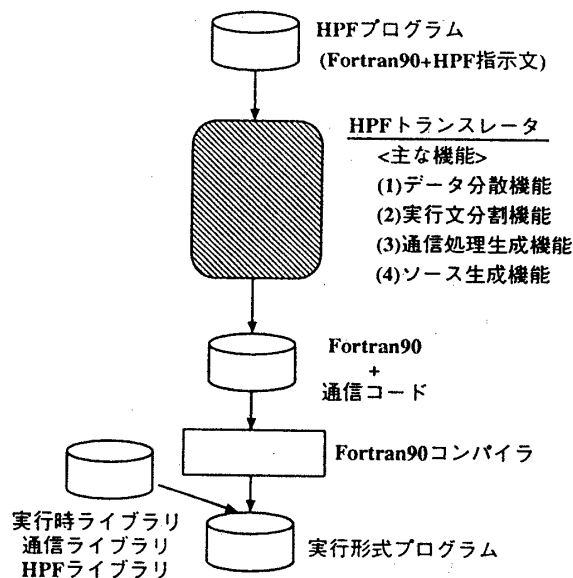 HPFプログラム
(Fortran90+HPF指示文)
HPFトランスレータ
<主な機能>
(1)データ分散機能
(2)実行文分割機能
(3)通信処理生成機能
(4)ソース生成機能
Fortran90
+
通信コード
Fortran90コンパイラ
実行時ライブラリ
通信ライブラリ
HPFライブラリ
実行形式プログラム